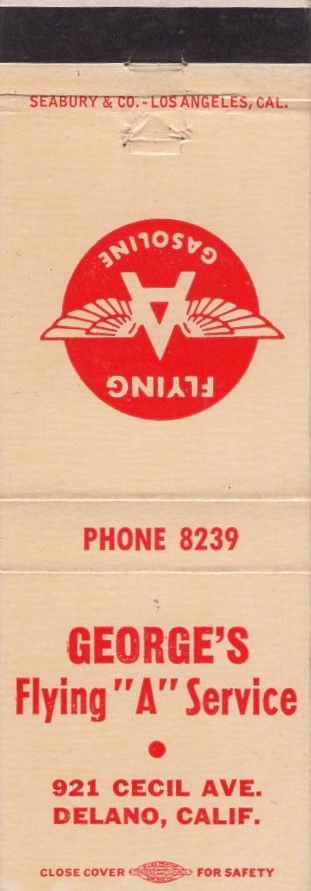 SEABURY & CO. - LOS ANGELES, CAL.
FLYING
A
GASOLINE
PHONE 8239
GEORGE'S
Flying "A" Service
921 CECIL AVE.
DELANO, CALIF.
CLOSE COVER FOR SAFETY